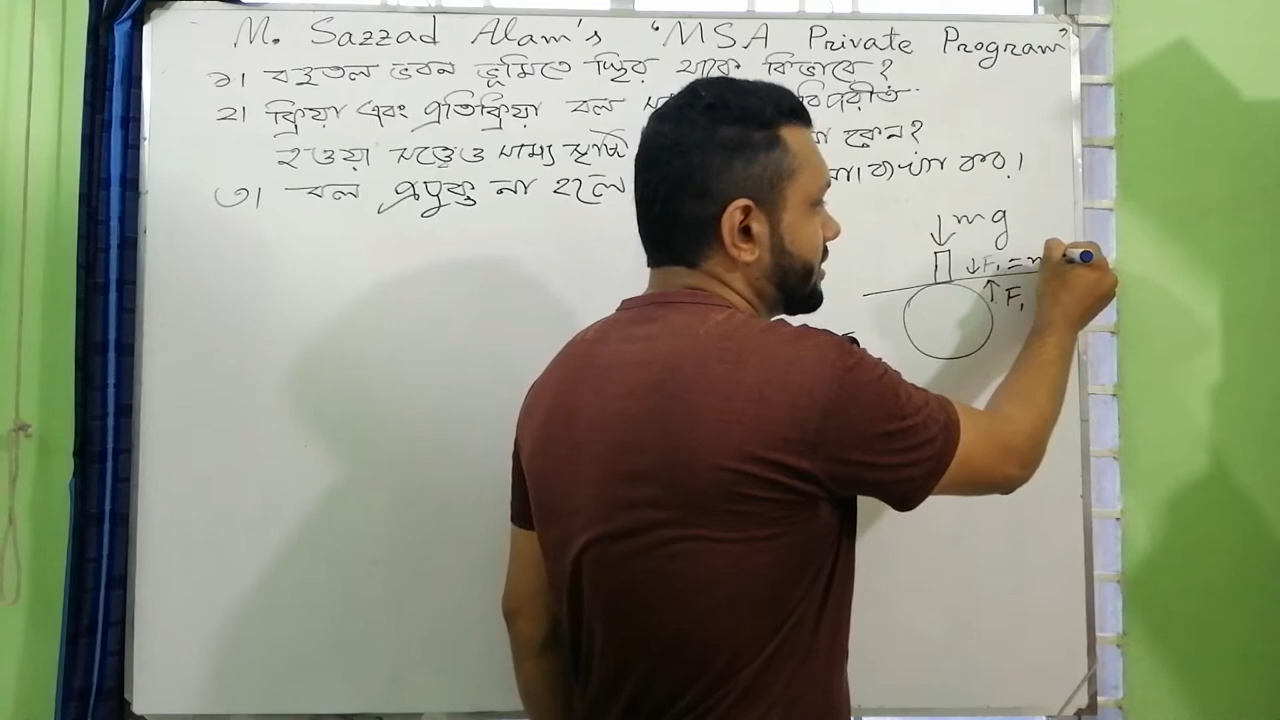 M. Sazzad Alam's 'MSA Private Program'
১। বহুতল ভবন ভূমিতে স্থির থাকে কিভাবে?
২। ক্রিয়া এবং প্রতিক্রিয়া বল বিপরীত
হওয়া সত্ত্বেও সাম্য সৃষ্টি কেন?
৩। বল প্রযুক্ত না হলে ব্যাখ্যা কর।
↓mg
↓F₁ = m
↑F₁